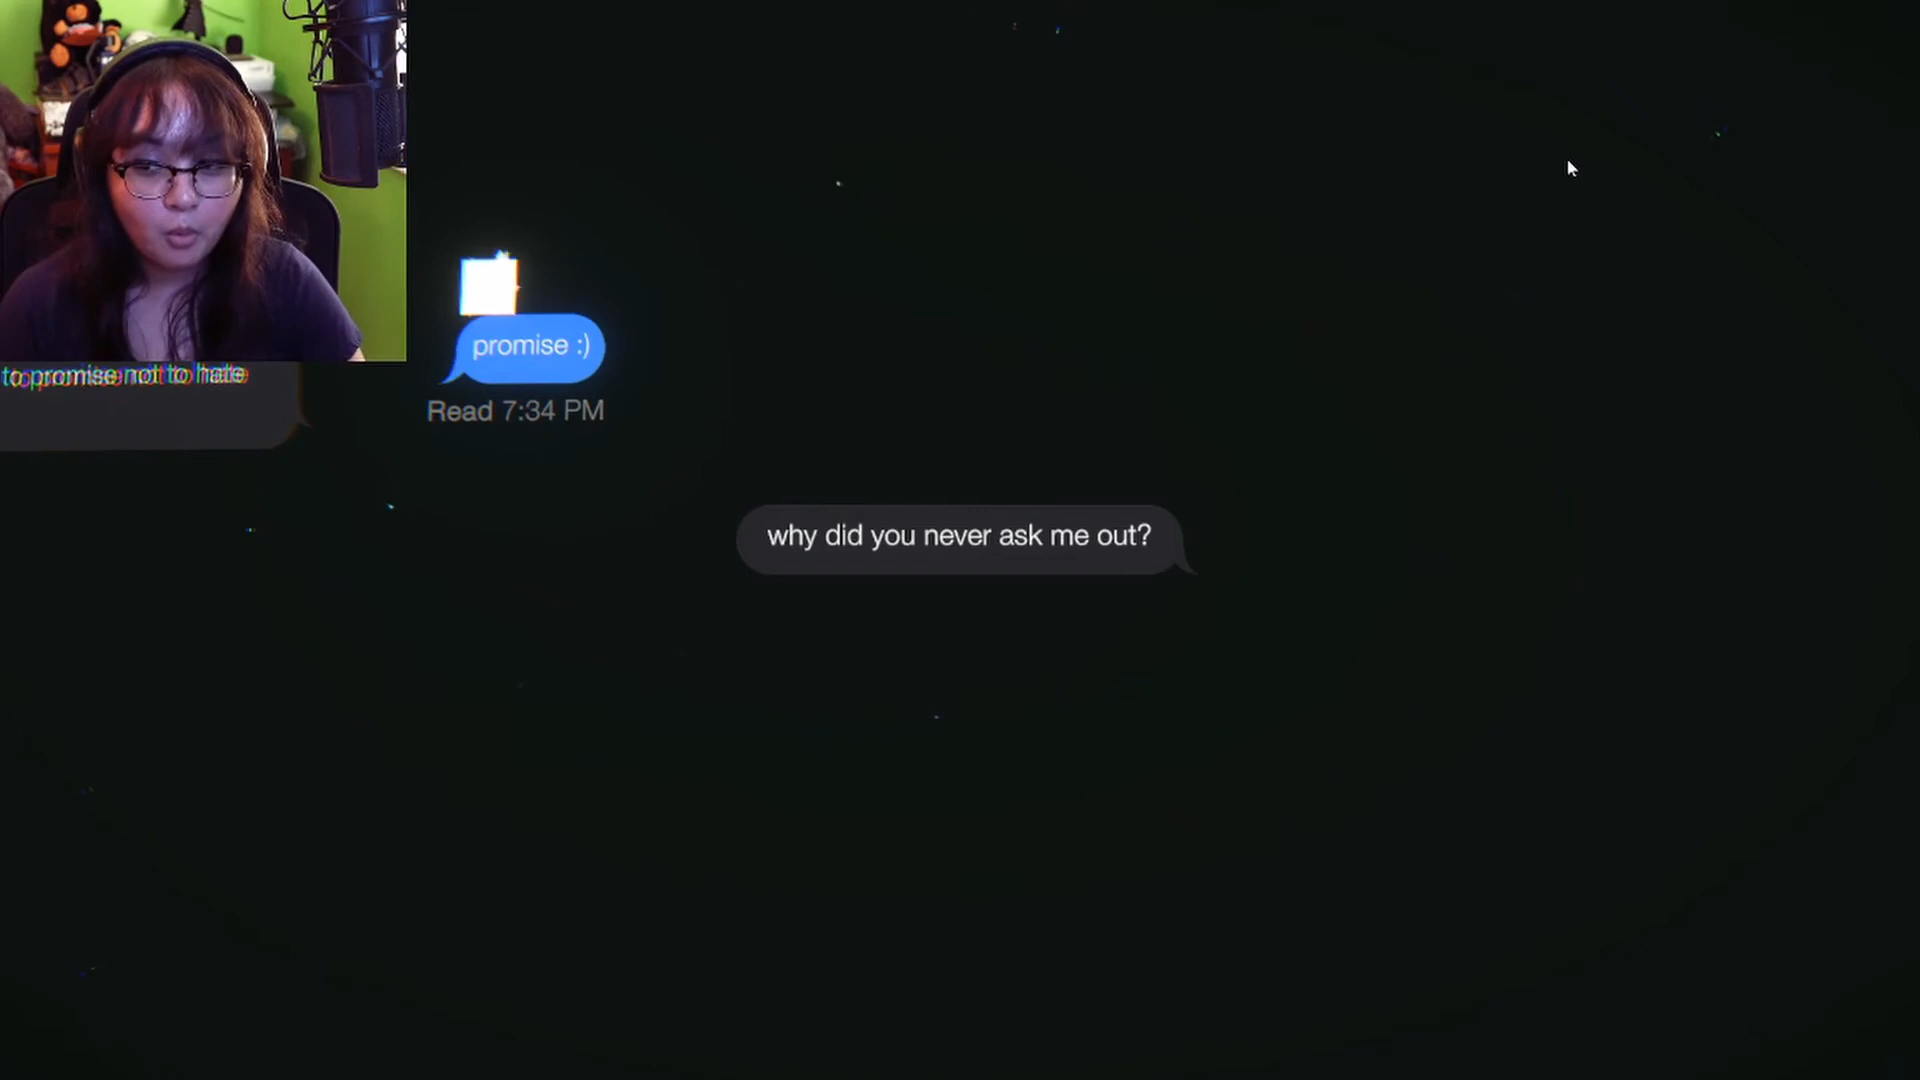 promise :)
to promise not to hate
Read 7:34 PM
why did you never ask me out?